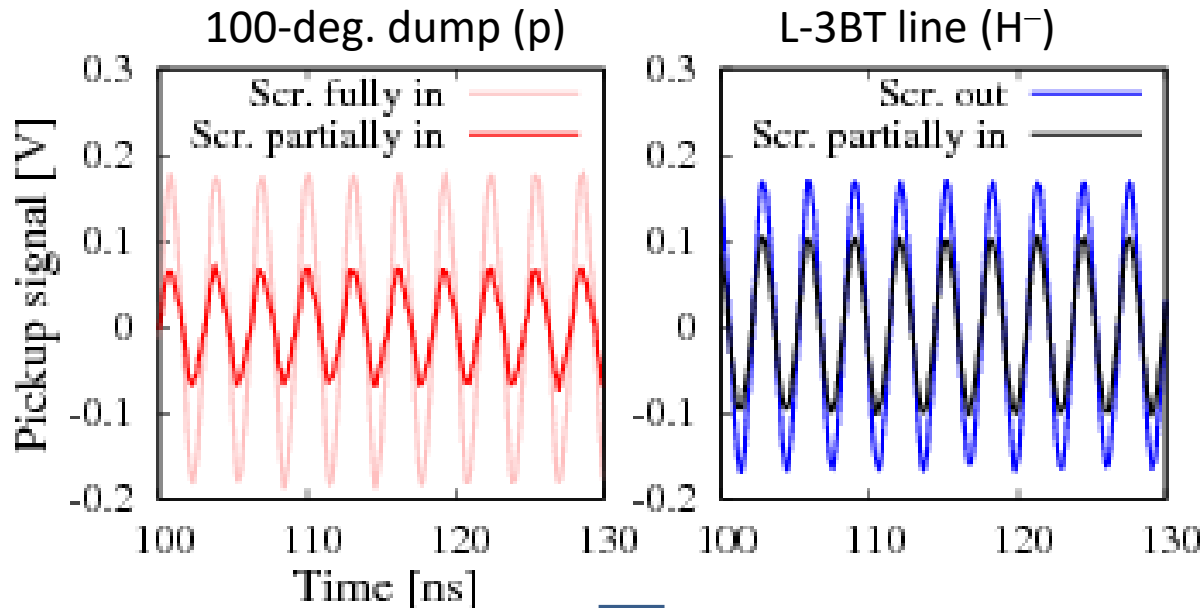 100-deg. dump (p)
L-3BT line (H⁻)
Pickup signal [V]
0.3
0.2
0.1
0
-0.1
-0.2
Scr. fully in
Scr. partially in
100
110
120
130
Time [ns]
0.3
0.2
0.1
0
-0.1
-0.2
Scr. out
Scr. partially in
100
110
120
130